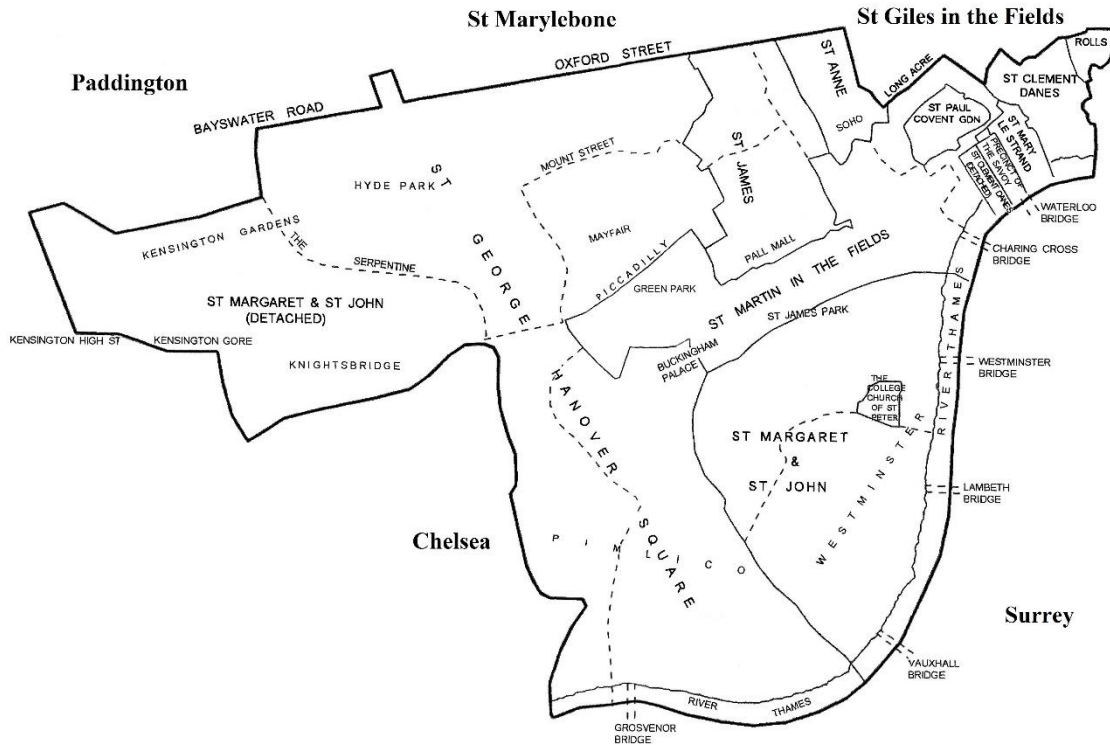 St Marylebone
St Giles in the Fields
Paddington
OXFORD STREET
BAYSWATER ROAD
ST ANNE
SOHO
LONG ACRE
ROLLS
ST CLEMENT
DANES
ST PAUL
COVENT GDN
ST MARY
LE STRAND
PRECINCT OF
THE SAVOY
ST CLEMENT DANES
(DETACHED)
WATERLOO
BRIDGE
CHARING CROSS
BRIDGE
MOUNT STREET
ST JAMES
HYDE PARK
ST GEORGE
HANOVER
SQUARE
MAYFAIR
PICCADILLY
PALL MALL
GREEN PARK
ST MARTIN IN THE FIELDS
ST JAMES PARK
KENSINGTON GARDENS
THE
SERPENTINE
ST MARGARET & ST JOHN
(DETACHED)
KENSINGTON HIGH ST
KENSINGTON GORE
KNIGHTSBRIDGE
BUCKINGHAM
PALACE
RIVER THAMES
WESTMINSTER
BRIDGE
THE
COLLEGE
CHURCH
OF ST
PETER
ST MARGARET
&
ST JOHN
WESTMINSTER
LAMBETH
BRIDGE
Chelsea
PIMLICO
Surrey
VAUXHALL
BRIDGE
RIVER
THAMES
GROSVENOR
BRIDGE